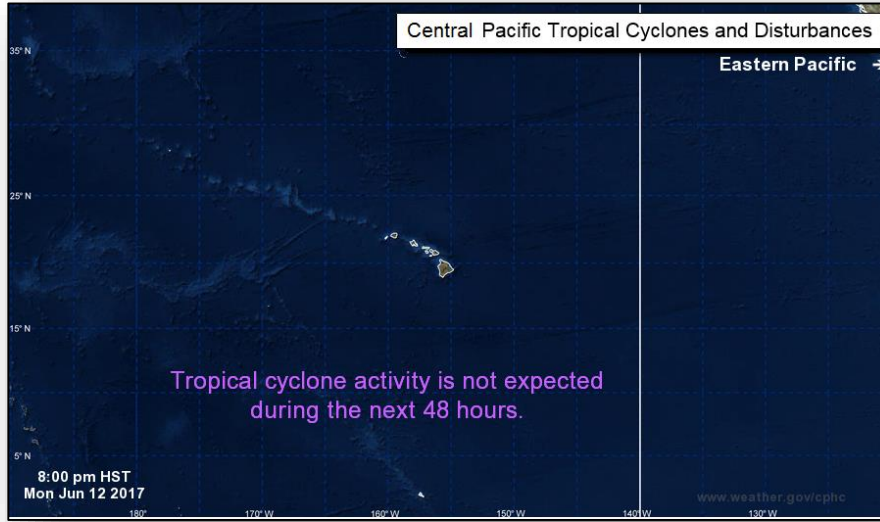 Central Pacific Tropical Cyclones and Disturbances
35° N
Eastern Pacific →
25° N
15° N
Tropical cyclone activity is not expected
during the next 48 hours.
5° N
8:00 pm HST
Mon Jun 12 2017
www.weather.gov/cphc
180°
170° W
160° W
150° W
140° W
130° W